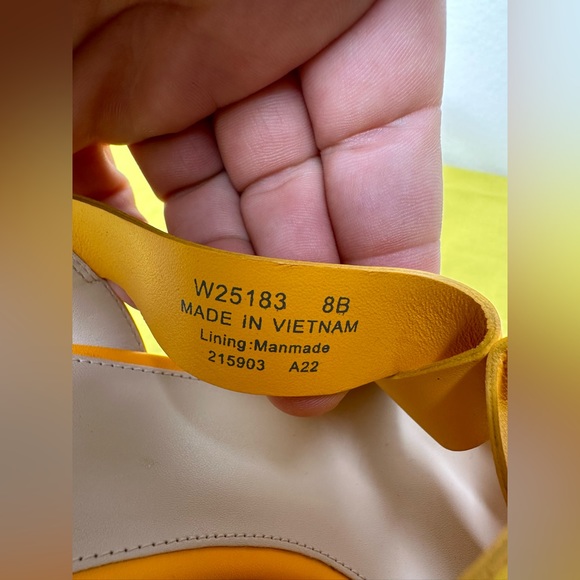 W25183 8B
MADE IN VIETNAM
Lining:Manmade
215903 A22